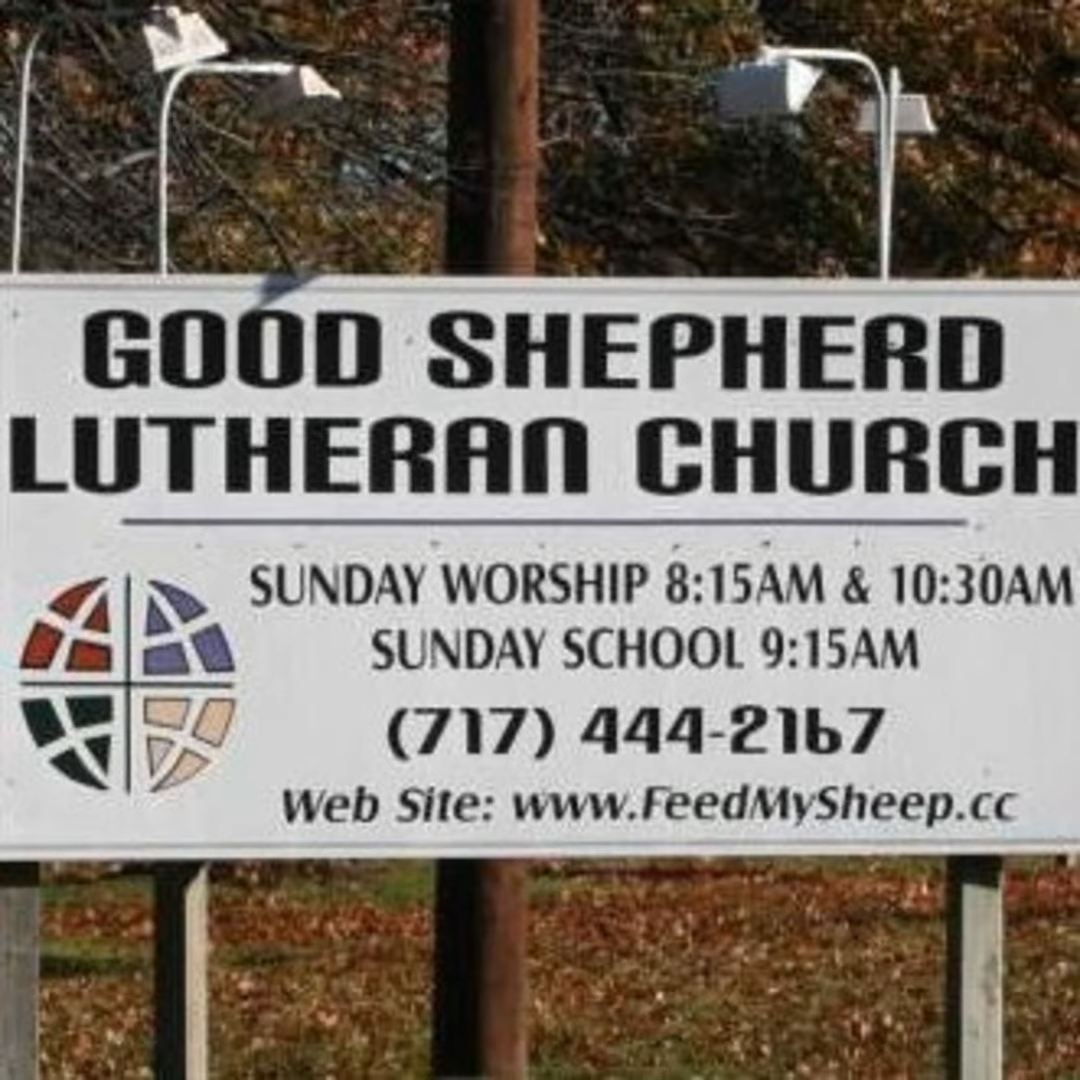 GOOD SHEPHERD
LUTHERAN CHURCH
SUNDAY WORSHIP 8:15AM & 10:30AM
SUNDAY SCHOOL 9:15AM
(717) 444-2167
Web Site: www.FeedMySheep.cc